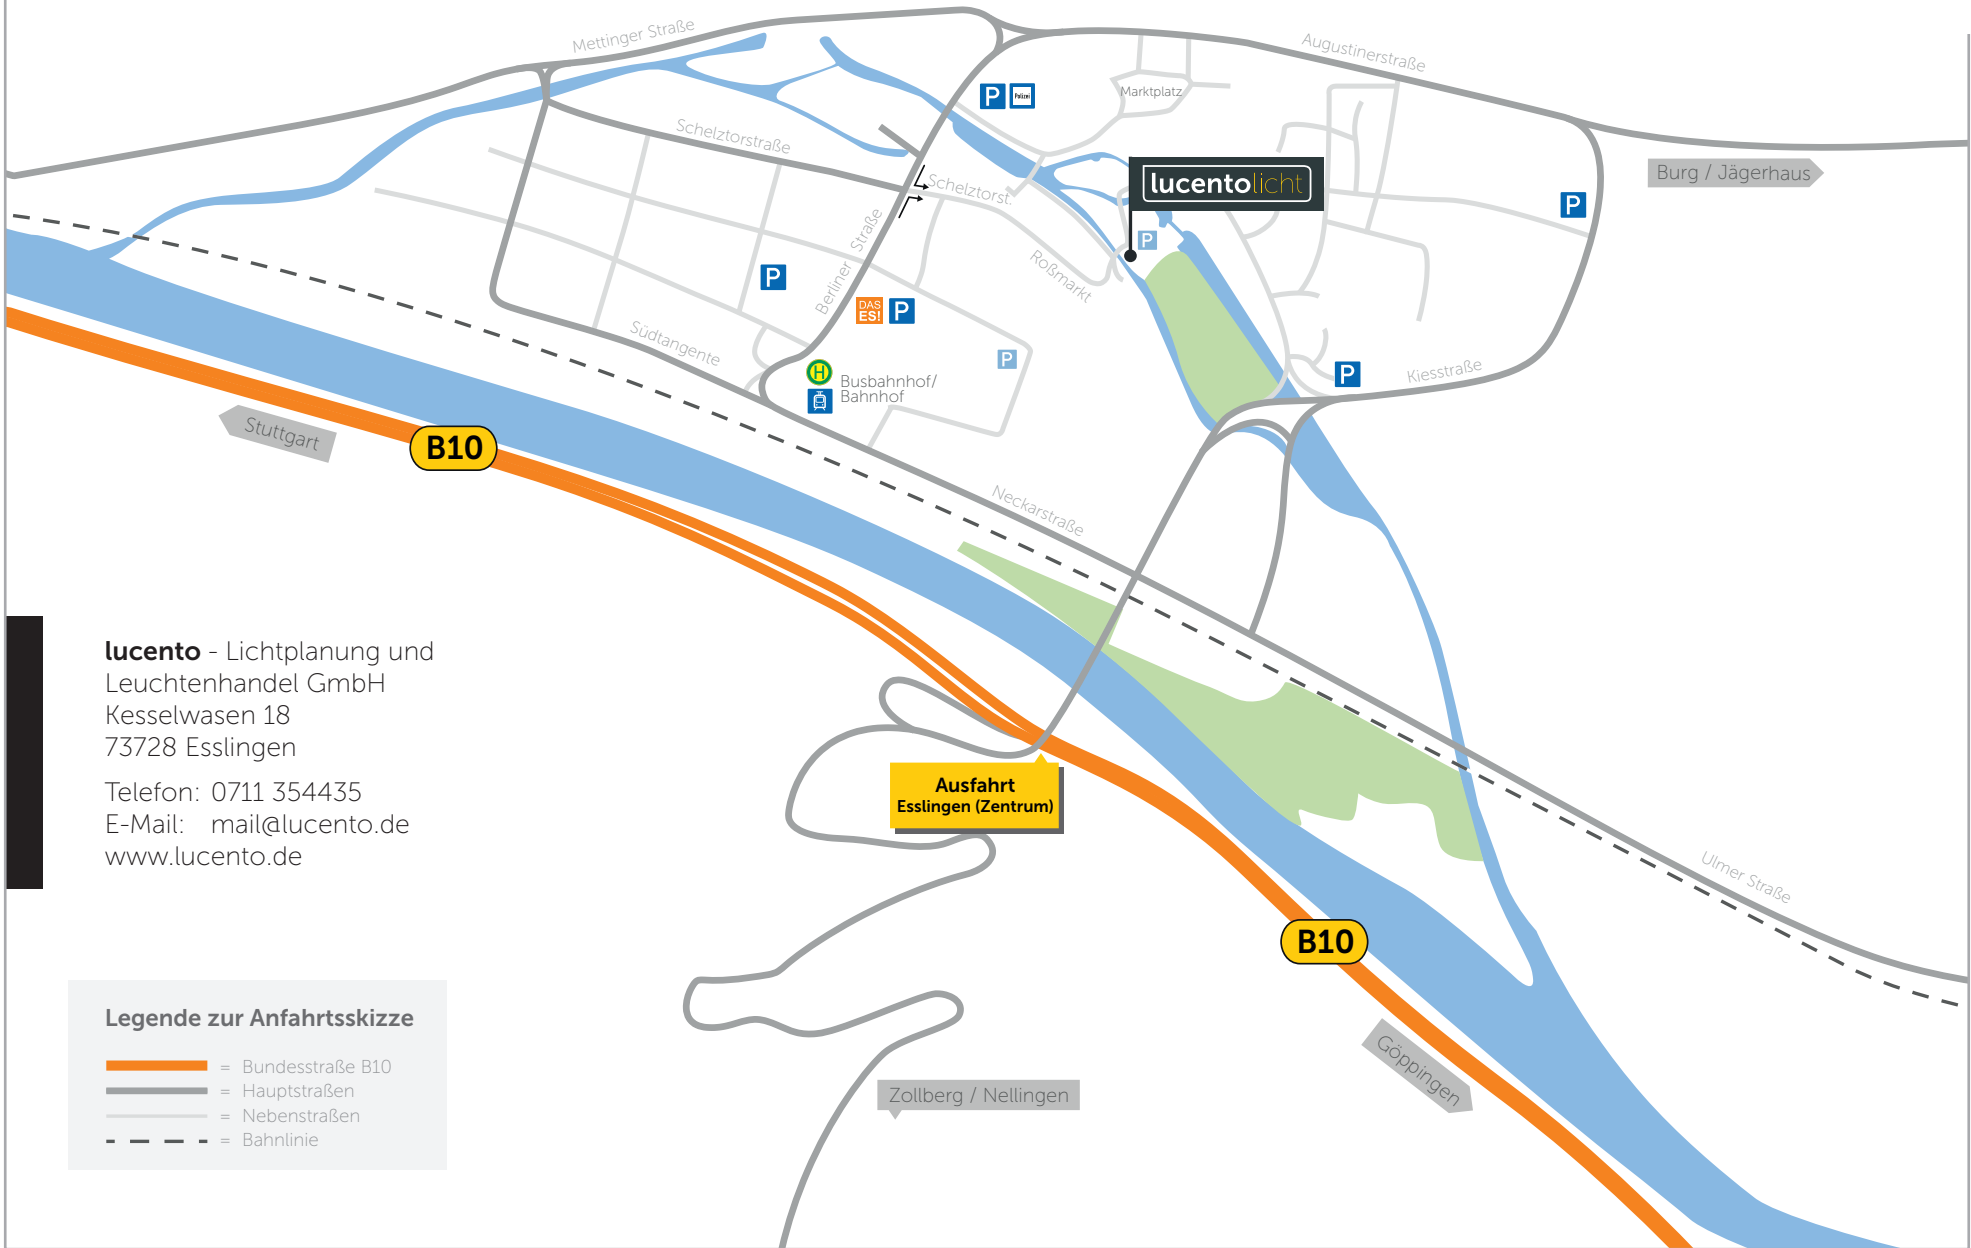 Mettinger Straße
Augustinerstraße
P
Polizei
Marktplatz
Schelztorstraße
Burg / Jägerhaus
lucentolicht
Schelztorst.
P
Berliner Straße
P
Roßmarkt
P
DAS
ES!
P
Südtangente
P
H
Busbahnhof/
Bahnhof
P
Kiesstraße
Stuttgart
B10
Neckarstraße
lucento - Lichtplanung und
Leuchtenhandel GmbH
Kesselwasen 18
73728 Esslingen
Telefon: 0711 354435
E-Mail: mail@lucento.de
www.lucento.de
Ausfahrt
Esslingen (Zentrum)
Ulmer Straße
B10
Göppingen
Zollberg / Nellingen
Legende zur Anfahrtsskizze
= Bundesstraße B10
= Hauptstraßen
= Nebenstraßen
= Bahnlinie